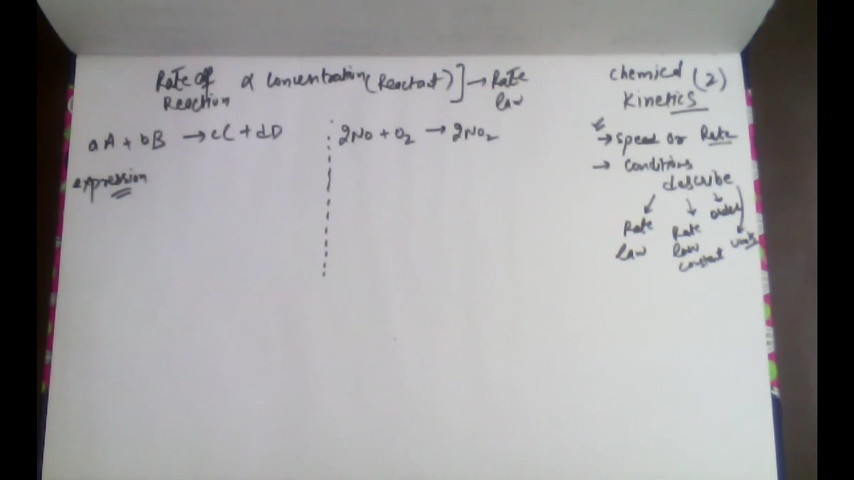 Rate of Reaction α Concentration (Reactant) ] → Rate law
aA + bB → cC + dD
expression
2NO + O₂ → 2NO₂
Chemical (2)
Kinetics
→ Speed or Rate
→ Conditions
describe
Rate law
Rate law constant
order
units